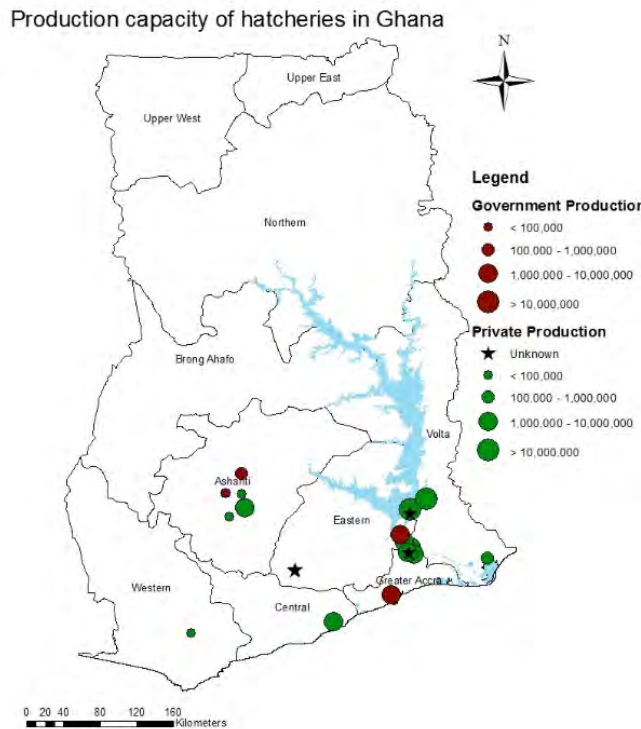 Production capacity of hatcheries in Ghana
N
Upper East
Upper West
Northern
Brong Ahafo
Volta
Ashanti
Eastern
Western
Central
Greater Accra
Legend
Government Production
< 100,000
100.000 - 1,000,000
1,000,000 - 10,000,000
> 10,000,000
Private Production
Unknown
< 100,000
100.000 - 1,000,000
1,000,000 - 10,000,000
> 10,000,000
0 20 40 80 120 160
Kilometers